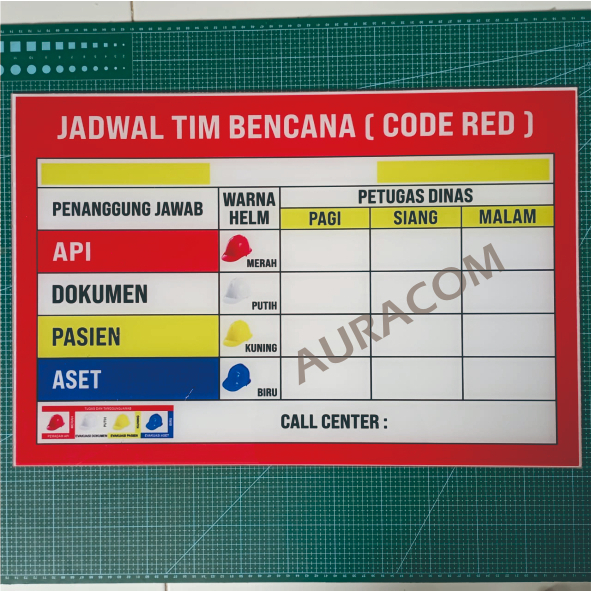 JADWAL TIM BENCANA ( CODE RED )
PENANGGUNG JAWAB
WARNA HELM
PETUGAS DINAS
PAGI SIANG MALAM
API MERAH
DOKUMEN PUTIH
PASIEN KUNING
ASET BIRU
AURACOM
CALL CENTER :